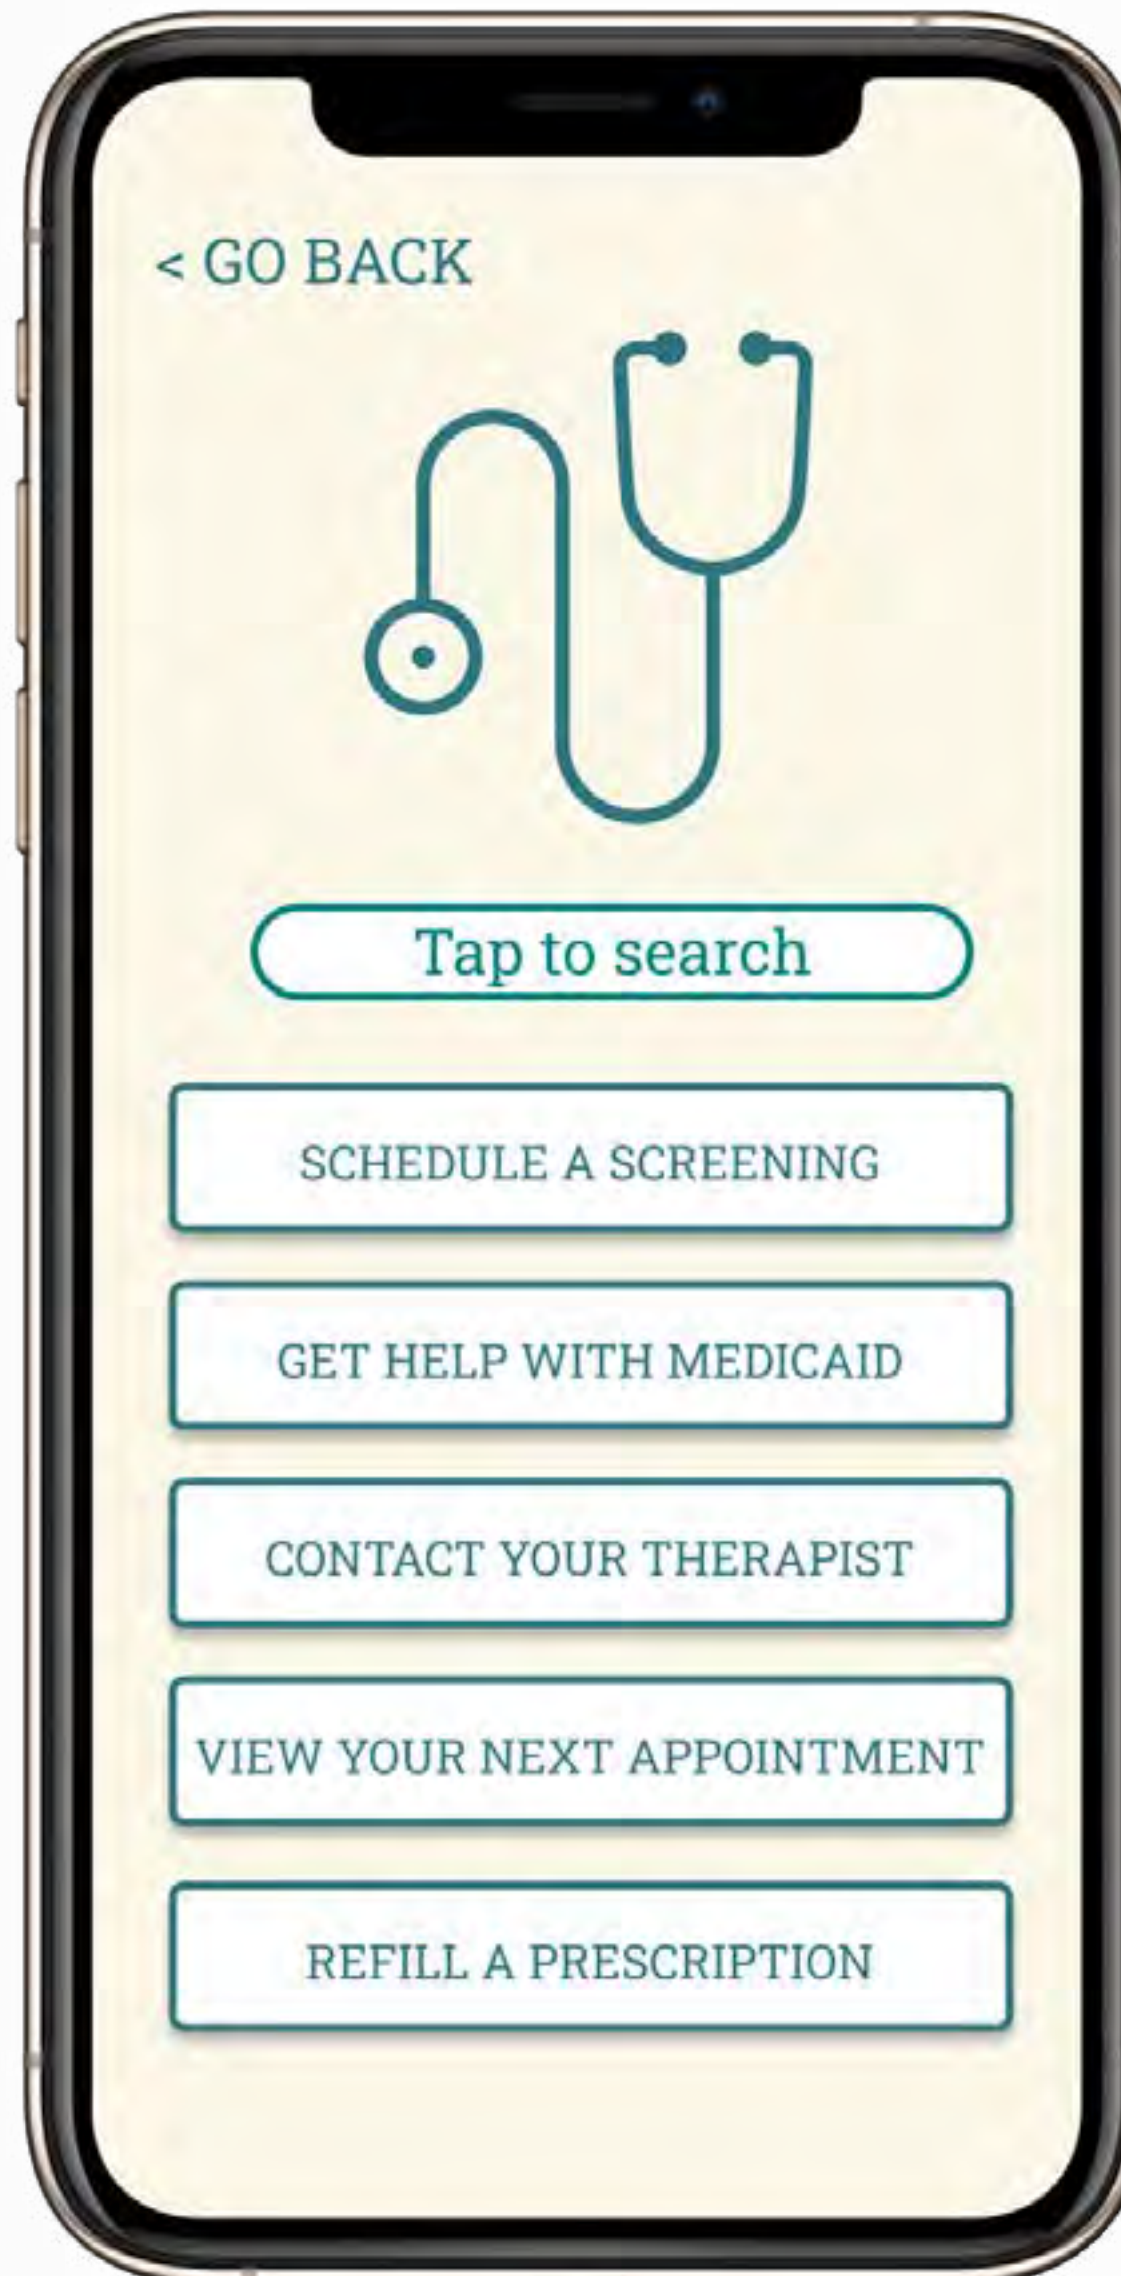 < GO BACK
Tap to search
SCHEDULE A SCREENING
GET HELP WITH MEDICAID
CONTACT YOUR THERAPIST
VIEW YOUR NEXT APPOINTMENT
REFILL A PRESCRIPTION